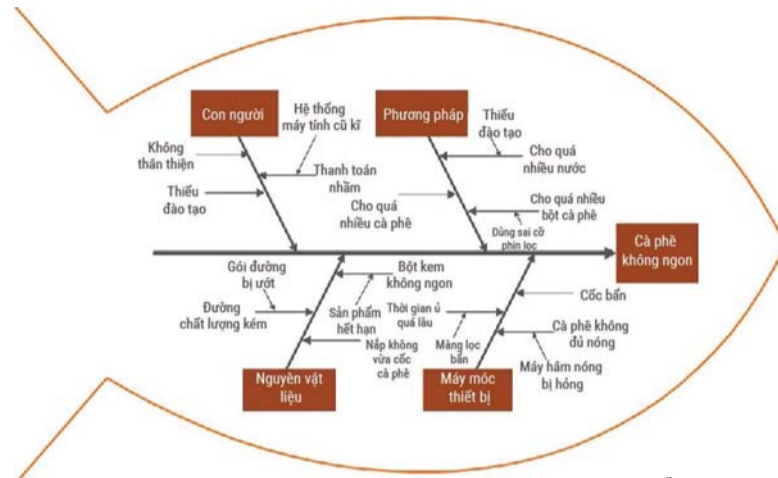 Con người
Phương pháp
Hệ thống
máy tính cũ kĩ
Thiếu
đào tạo
Không
thân thiện
Cho quá
nhiều nước
Thanh toán
nhầm
Thiếu
đào tạo
Cho quá
nhiều cà phê
Cho quá nhiều
bột cà phê
Dùng sai cỡ
phin lọc
Cà phê
không ngon
Gói đường
bị ướt
Bột kem
không ngon
Cốc bẩn
Đường
chất lượng kém
Sản phẩm
hết hạn
Thời gian ủ
quá lâu
Cà phê không
đủ nóng
Nắp không
vừa cốc
cà phê
Màng lọc
bẩn
Máy hâm nóng
bị hỏng
Nguyên vật
liệu
Máy móc
thiết bị